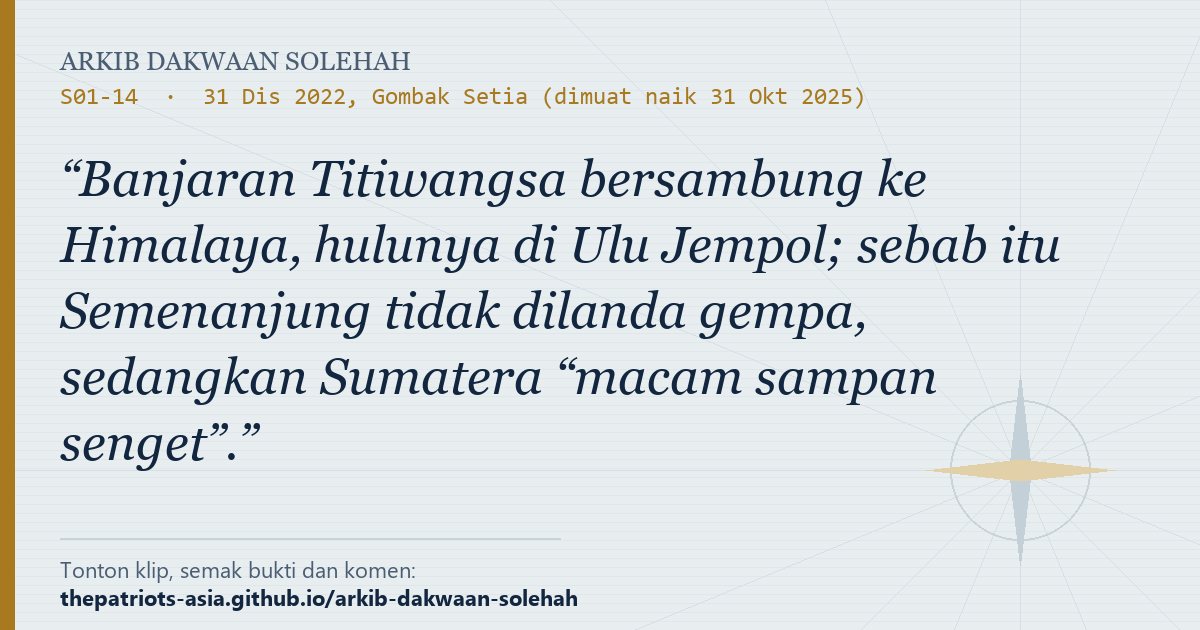 ARKIB DAKWAAN SOLEHAH
S01-14 · 31 Dis 2022, Gombak Setia (dimuat naik 31 Okt 2025)
“Banjaran Titiwangsa bersambung ke
Himalaya, hulunya di Ulu Jempol; sebab itu
Semenanjung tidak dilanda gempa,
sedangkan Sumatera “macam sampan
senget”.”
Tonton klip, semak bukti dan komen:
thepatriots-asia.github.io/arkib-dakwaan-solehah